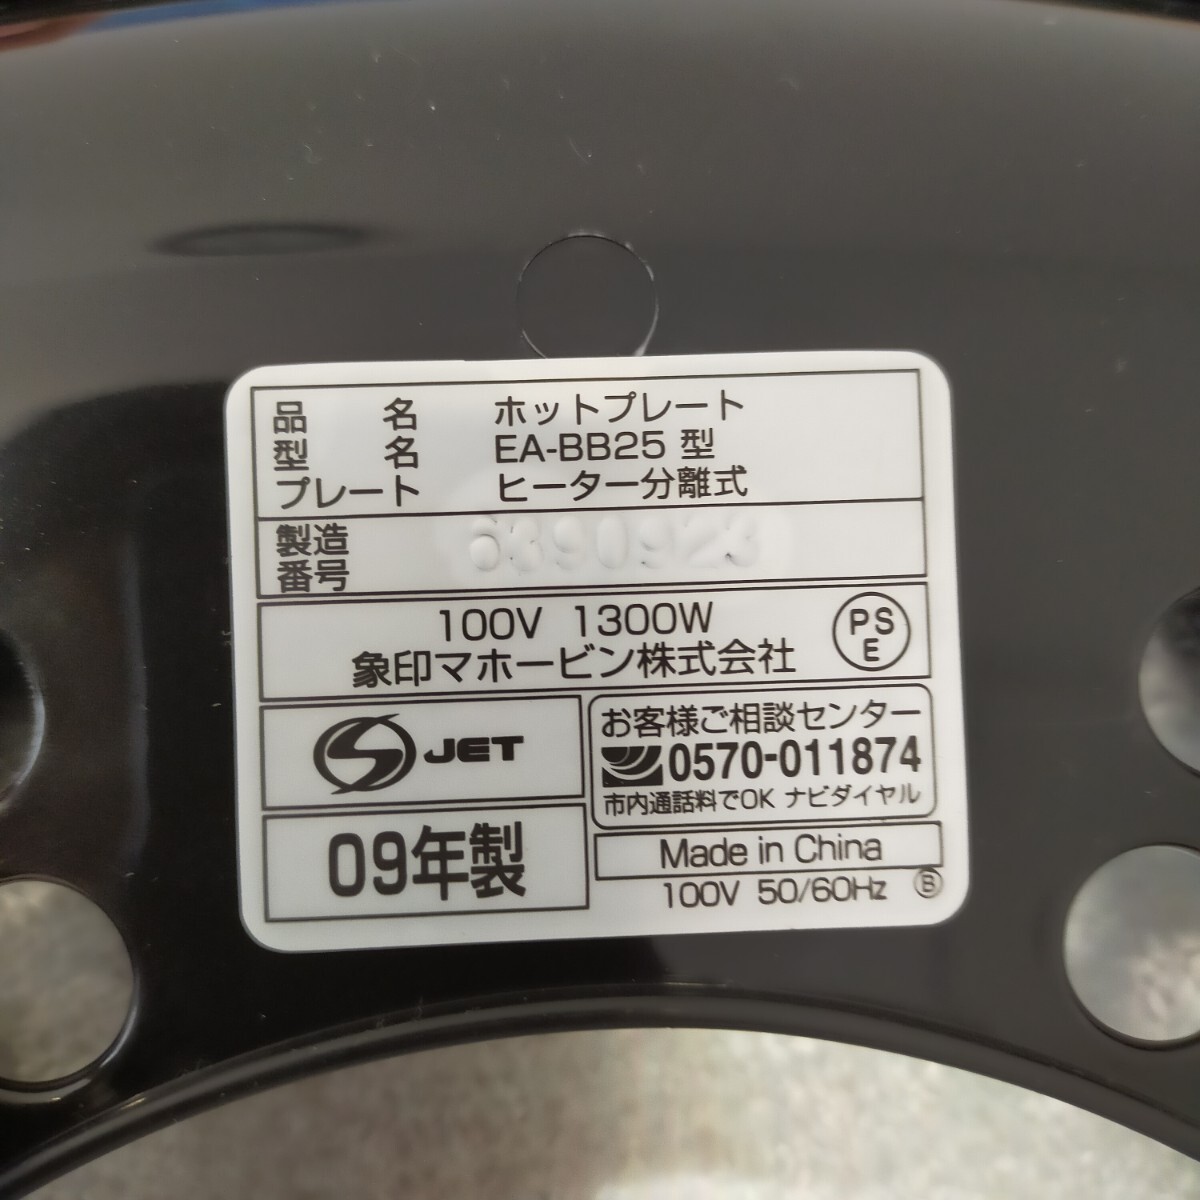 品名 ホットプレート
型名 EA-BB25 型
プレート ヒーター分離式
製造番号
100V 1300W
象印マホービン株式会社
PS
E
JET
お客様ご相談センター
0570-011874
市内通話料でOK ナビダイヤル
09年製
Made in China
100V 50/60Hz Ⓑ